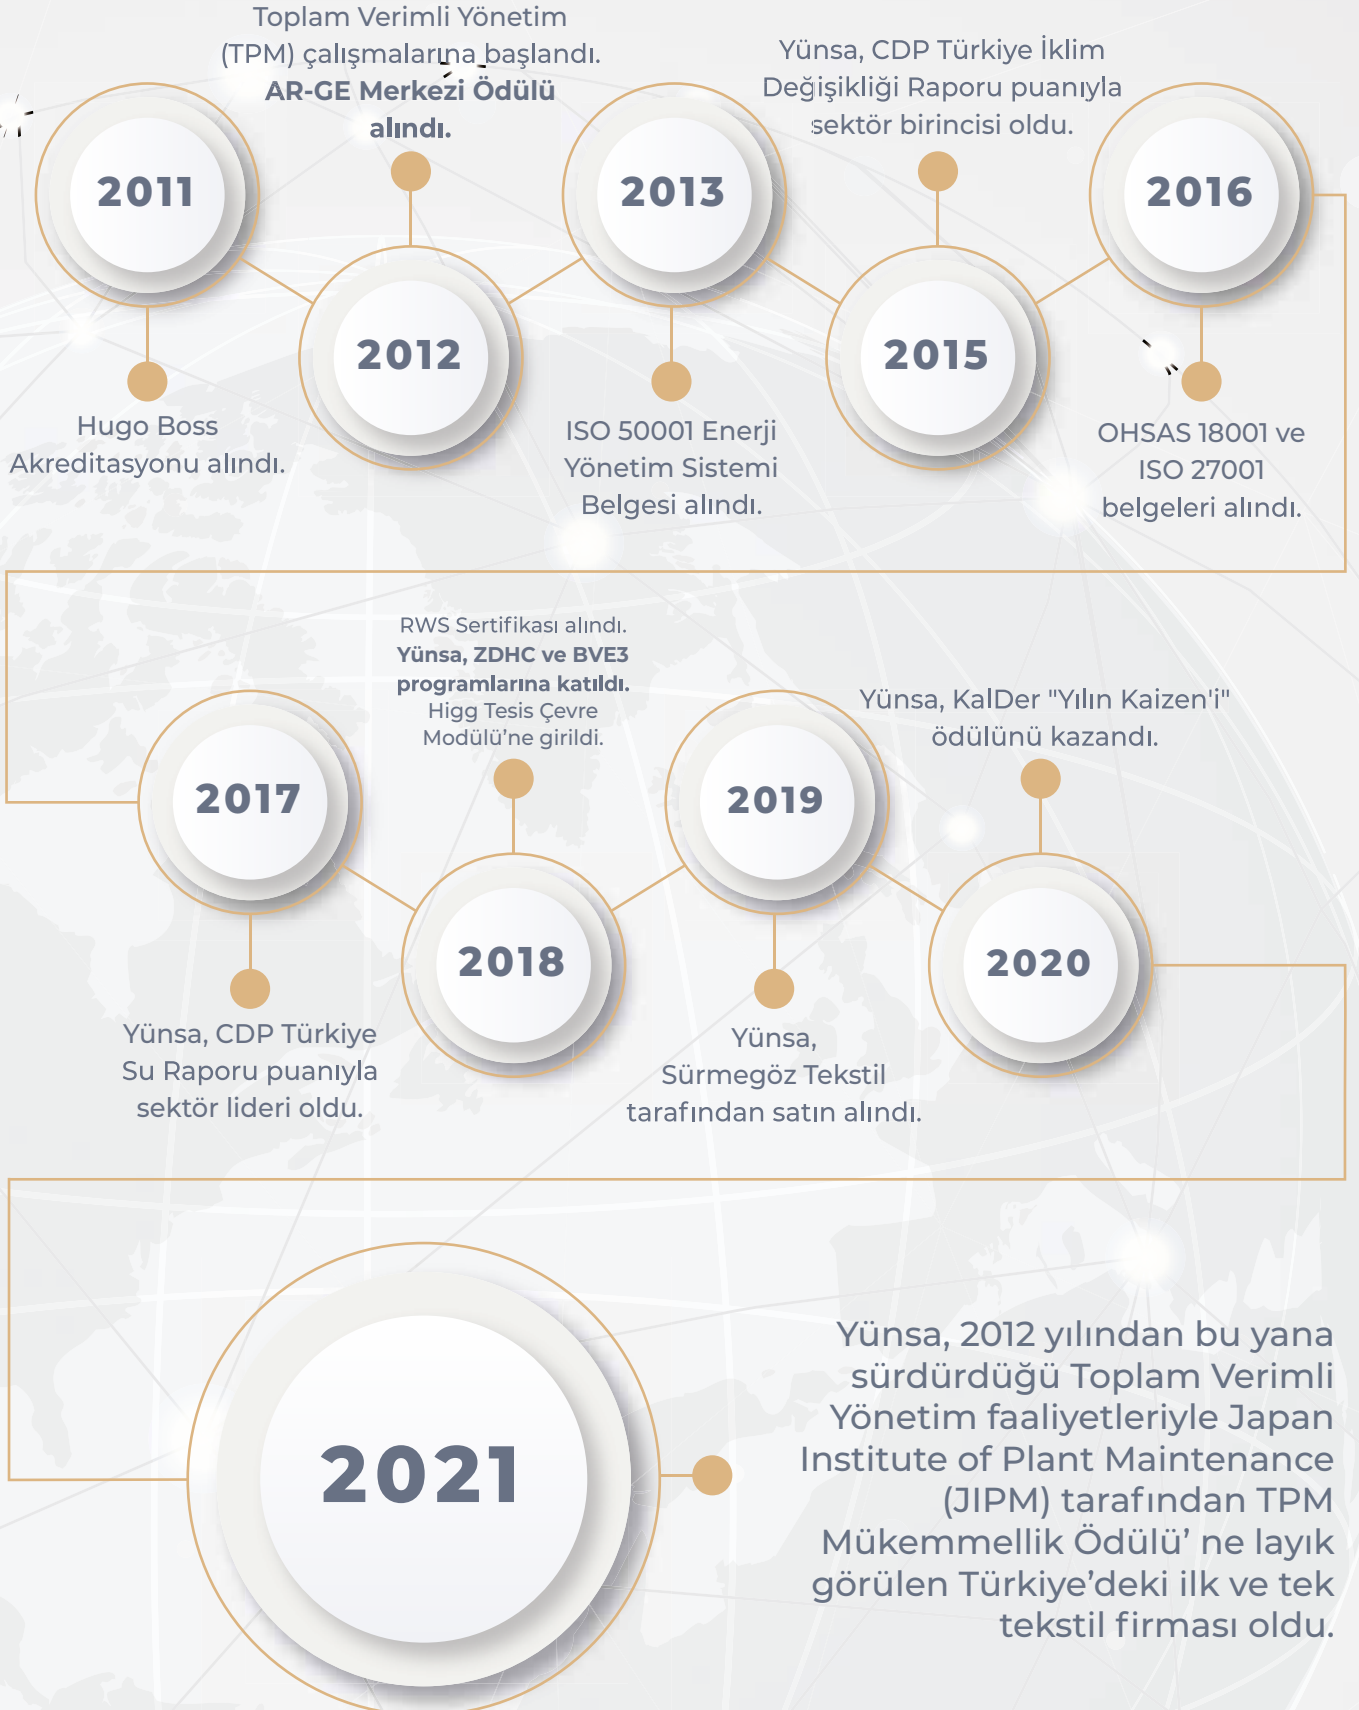 2011
Hugo Boss
Akreditasyonu alındı.
Toplam Verimli Yönetim
(TPM) çalışmalarına başlandı.
AR-GE Merkezi Ödülü
alındı.
2012
2013
ISO 50001 Enerji
Yönetim Sistemi
Belgesi alındı.
Yünsa, CDP Türkiye İklim
Değişikliği Raporu puanıyla
sektör birincisi oldu.
2015
2016
OHSAS 18001 ve
ISO 27001
belgeleri alındı.
2017
Yünsa, CDP Türkiye
Su Raporu puanıyla
sektör lideri oldu.
RWS Sertifikası alındı.
Yünsa, ZDHC ve BVE3
programlarına katıldı.
Higg Tesis Çevre
Modülü’ne girildi.
2018
2019
Yünsa,
Sürmegöz Tekstil
tarafından satın alındı.
Yünsa, KalDer "Yılın Kaizen'i"
ödülünü kazandı.
2020
2021
Yünsa, 2012 yılından bu yana
sürdürdüğü Toplam Verimli
Yönetim faaliyetleriyle Japan
Institute of Plant Maintenance
(JIPM) tarafından TPM
Mükemmellik Ödülü’ ne layık
görülen Türkiye’deki ilk ve tek
tekstil firması oldu.